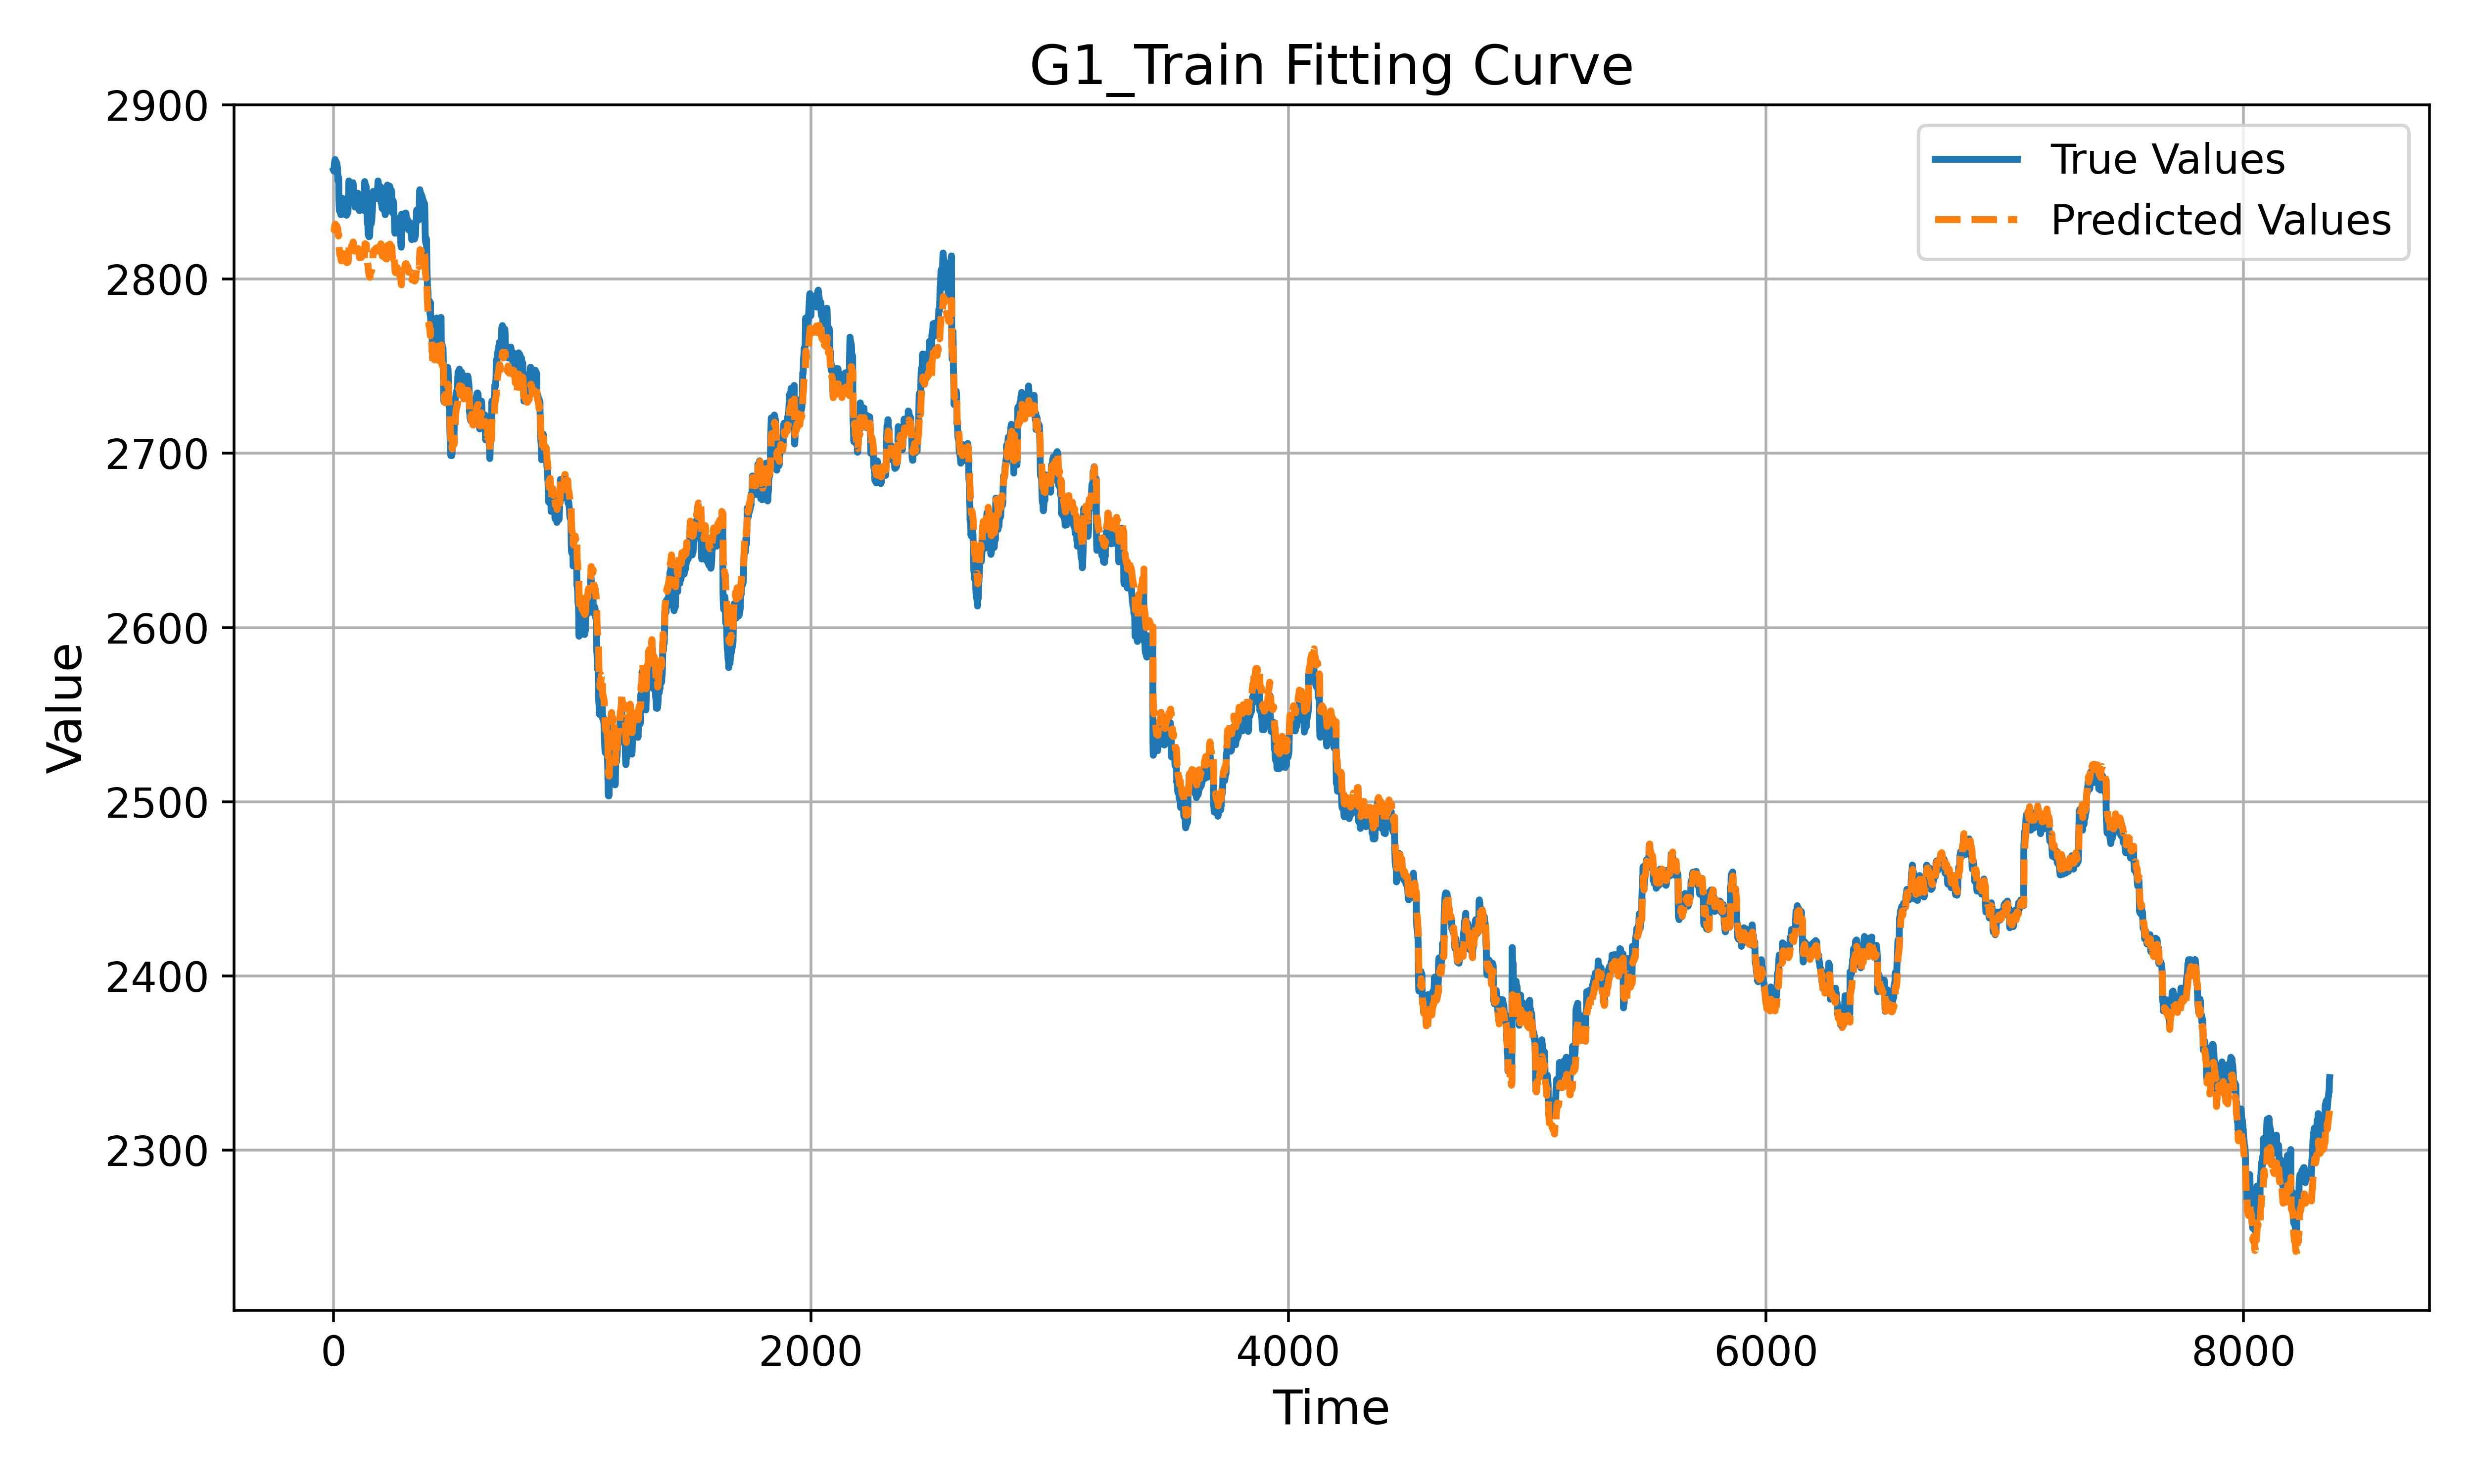 G1_Train Fitting Curve
True Values
Predicted Values
Value
2900
2800
2700
2600
2500
2400
2300
0 2000 4000 6000 8000
Time